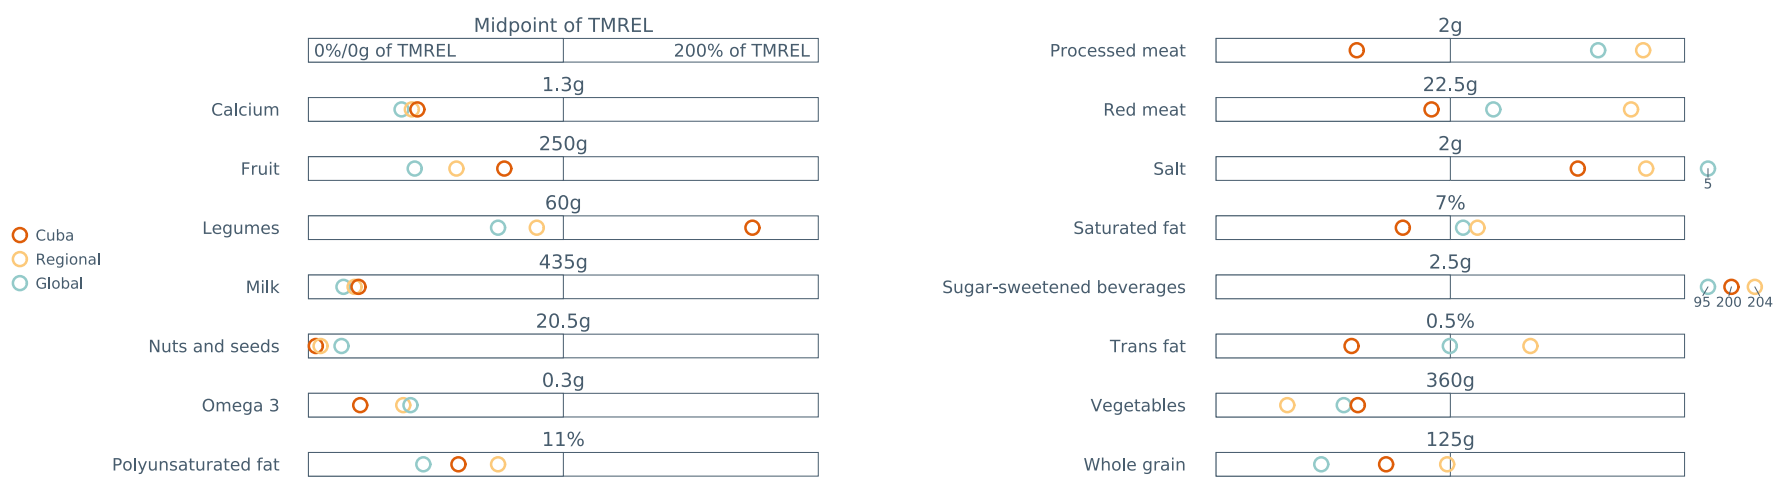 Midpoint of TMREL
0%/0g of TMREL 200% of TMREL
1.3g
Calcium
250g
Fruit
60g
Legumes
435g
Milk
20.5g
Nuts and seeds
0.3g
Omega 3
11%
Polyunsaturated fat
Cuba
Regional
Global
2g
Processed meat
22.5g
Red meat
2g
Salt
5
7%
Saturated fat
2.5g
Sugar-sweetened beverages
95 200 204
0.5%
Trans fat
360g
Vegetables
125g
Whole grain